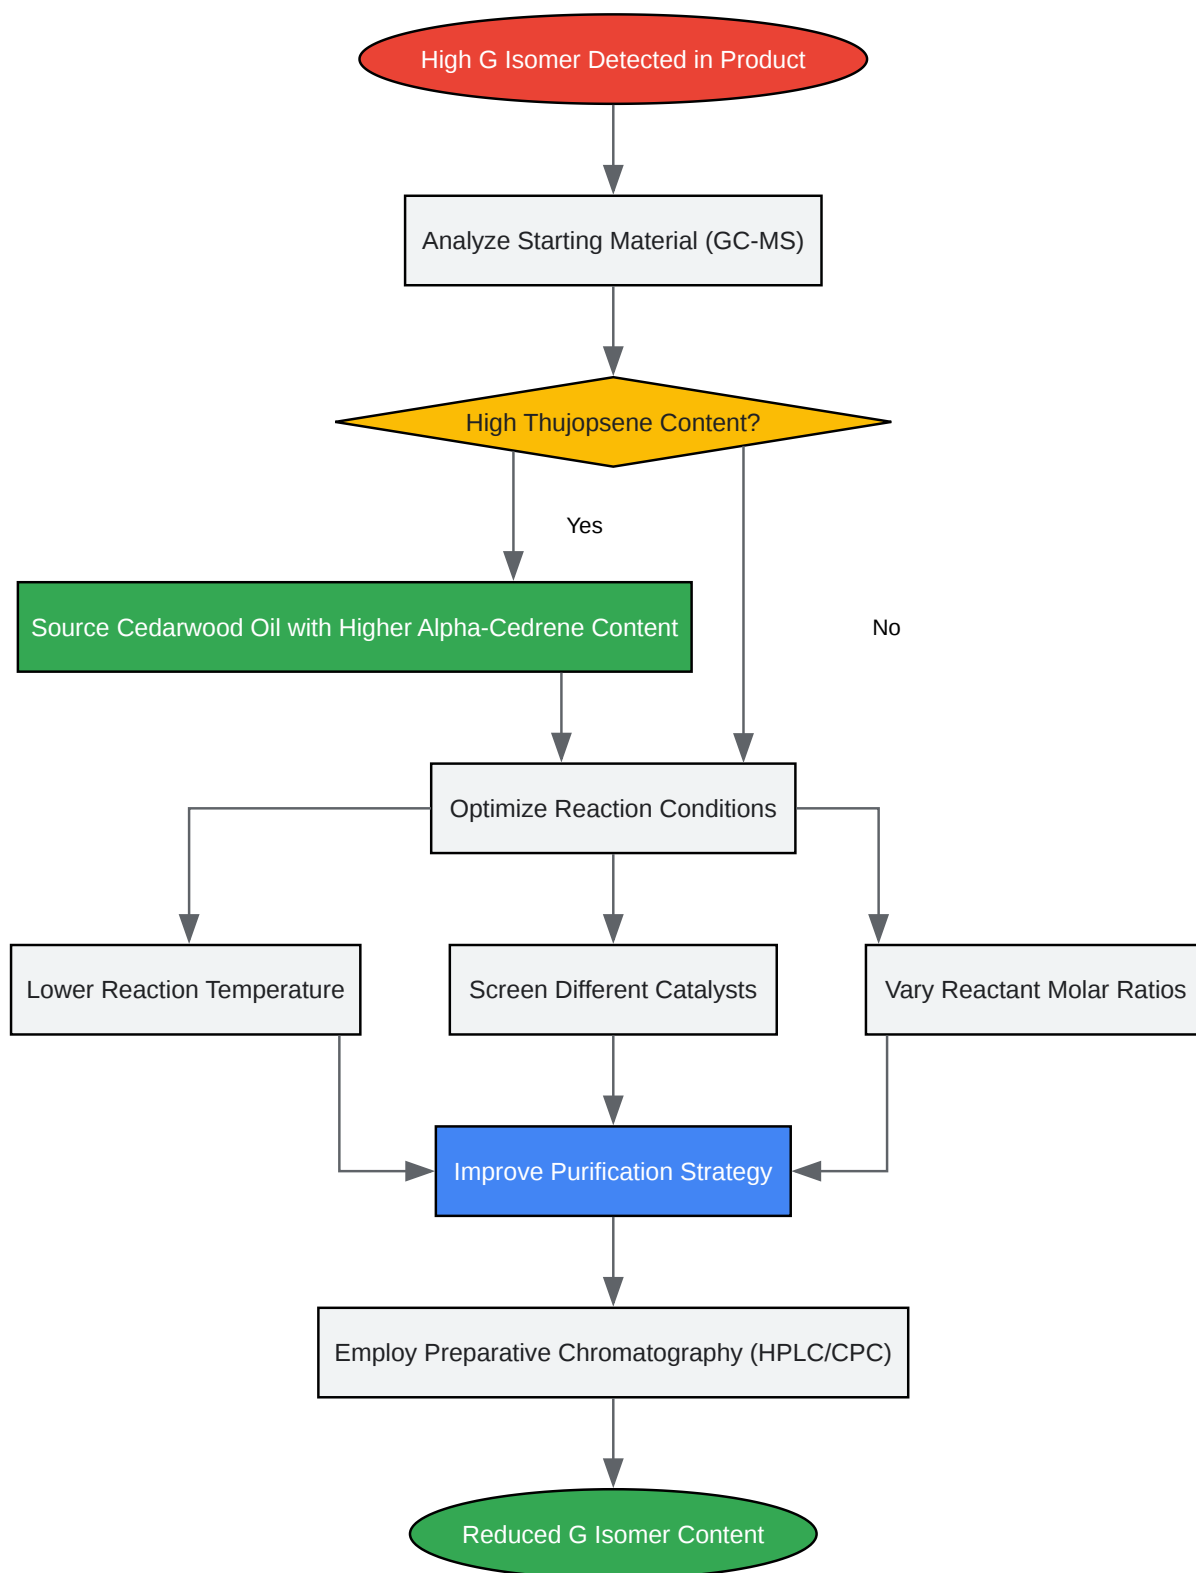 High G Isomer Detected in Product
Analyze Starting Material (GC-MS)
High Thujopsene Content?
Yes
Source Cedarwood Oil with Higher Alpha-Cedrene Content
No
Optimize Reaction Conditions
Lower Reaction Temperature
Screen Different Catalysts
Vary Reactant Molar Ratios
Improve Purification Strategy
Employ Preparative Chromatography (HPLC/CPC)
Reduced G Isomer Content